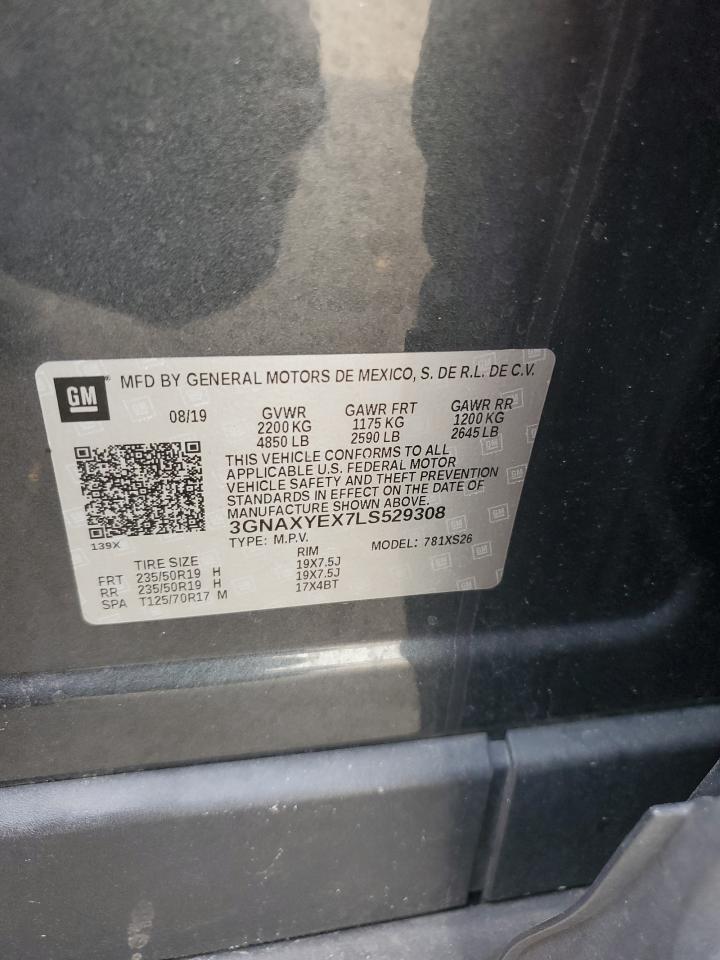 GM MFD BY GENERAL MOTORS DE MEXICO, S. DE R.L. DE C.V.
08/19 GVWR GAWR FRT GAWR RR
2200 KG 1175 KG 1200 KG
4850 LB 2590 LB 2645 LB
THIS VEHICLE CONFORMS TO ALL
APPLICABLE U.S. FEDERAL MOTOR
VEHICLE SAFETY AND THEFT PREVENTION
STANDARDS IN EFFECT ON THE DATE OF
MANUFACTURE SHOWN ABOVE.
3GNAXYEX7LS529308
139X TYPE: M.P.V. MODEL: 781XS26
TIRE SIZE RIM
FRT 235/50R19 H 19X7.5J
RR 235/50R19 H 19X7.5J
SPA T125/70R17 M 17X4BT